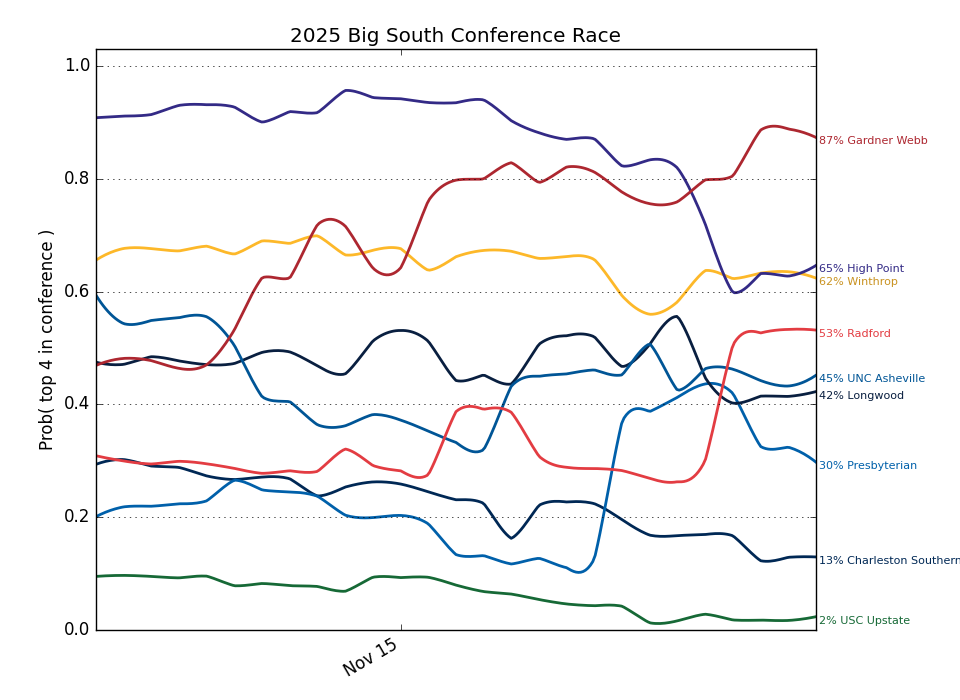 2025 Big South Conference Race
Prob( top 4 in conference )
1.0
0.8
0.6
0.4
0.2
0.0
Nov 15
87% Gardner Webb
65% High Point
62% Winthrop
53% Radford
45% UNC Asheville
42% Longwood
30% Presbyterian
13% Charleston Southern
2% USC Upstate